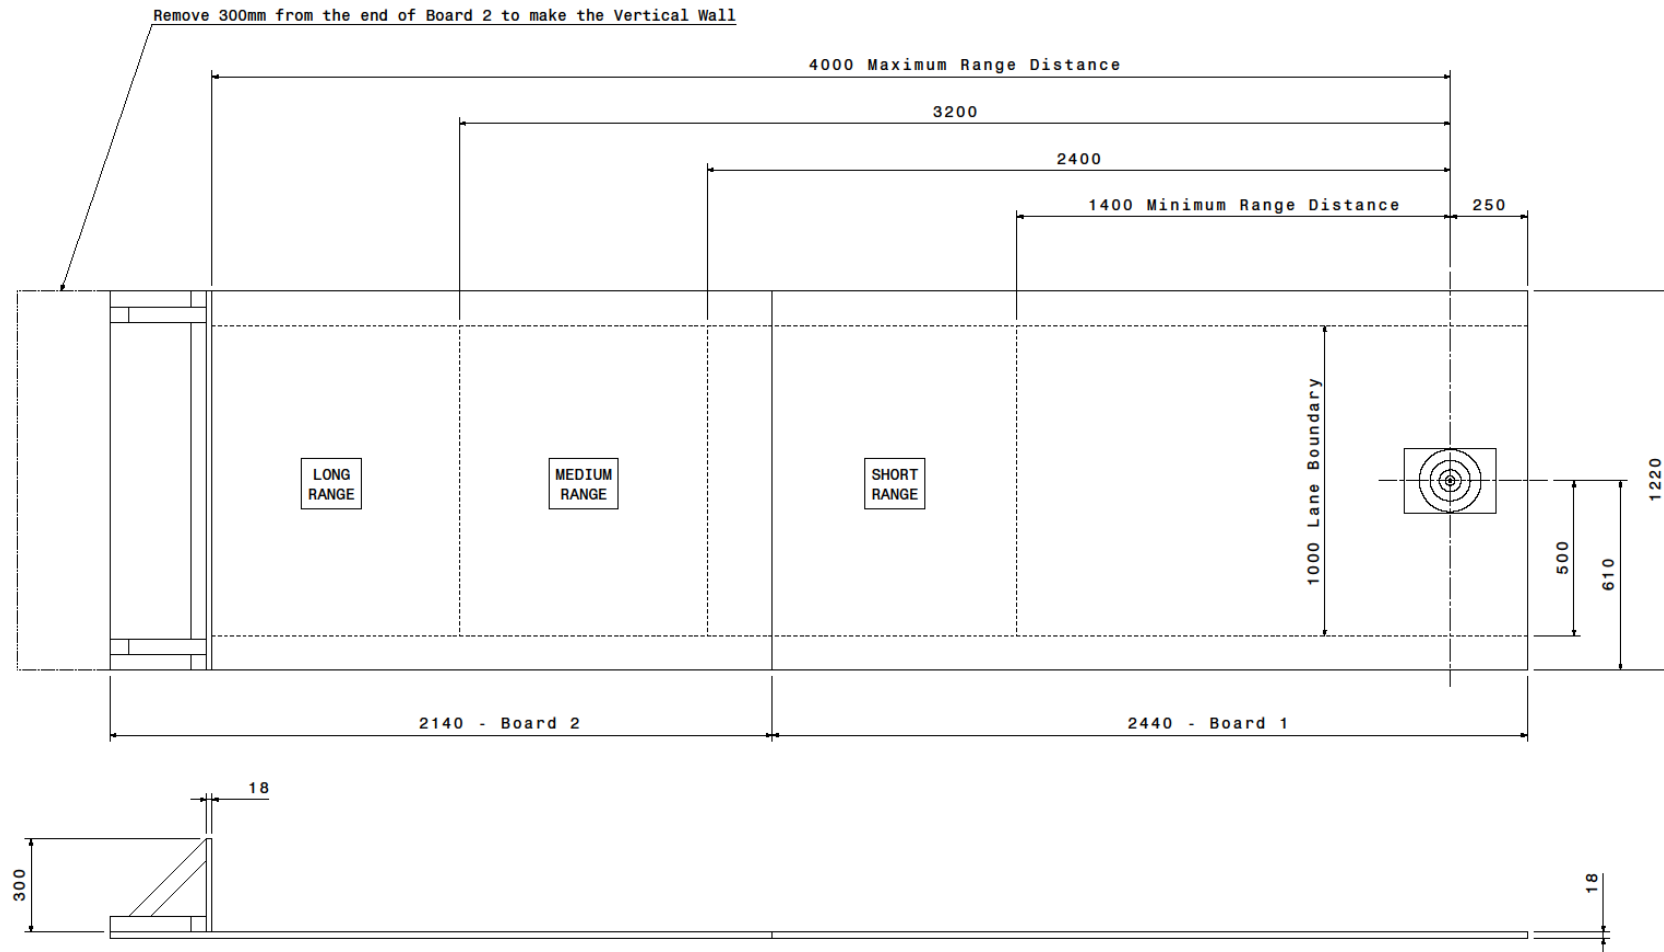 Remove 300mm from the end of Board 2 to make the Vertical Wall
4000 Maximum Range Distance
3200
2400
1400 Minimum Range Distance
250
LONG
RANGE
MEDIUM
RANGE
SHORT
RANGE
1000 Lane Boundary
500
610
1220
2140 - Board 2
2440 - Board 1
18
300
18